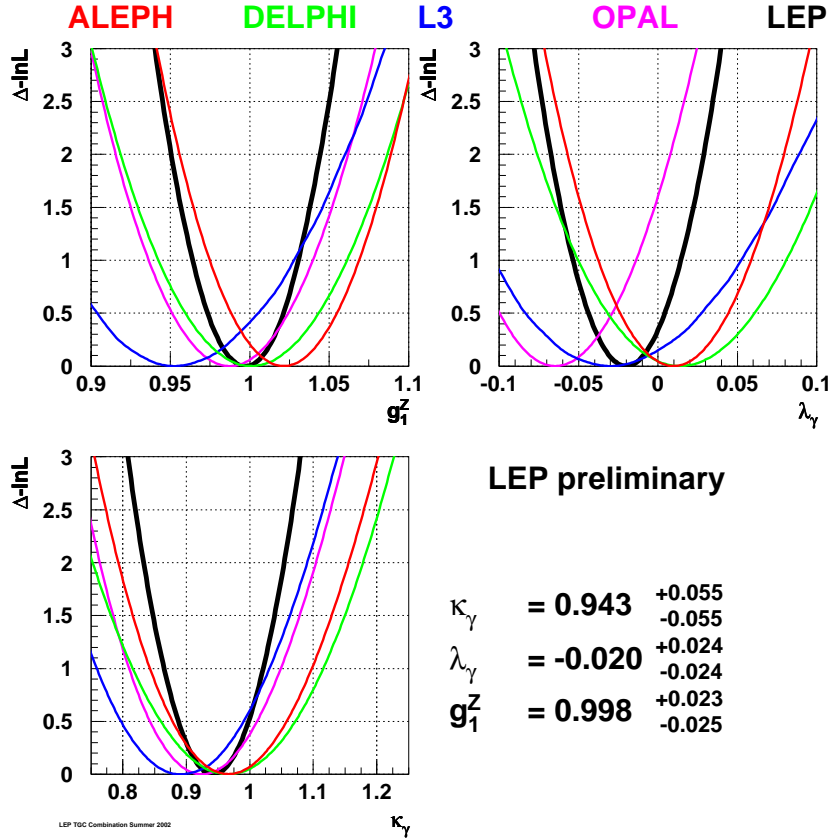 ALEPH DELPHI L3 OPAL LEP
Δ-lnL
3
2.5
2
1.5
1
0.5
0
0.9 0.95 1 1.05 1.1
g₁ᶻ
Δ-lnL
3
2.5
2
1.5
1
0.5
0
-0.1 -0.05 0 0.05 0.1
λγ
Δ-lnL
3
2.5
2
1.5
1
0.5
0
0.8 0.9 1 1.1 1.2
κγ
LEP preliminary
κγ = 0.943 +0.055 -0.055
λγ = -0.020 +0.024 -0.024
g₁ᶻ = 0.998 +0.023 -0.025
LEP TGC Combination Summer 2002